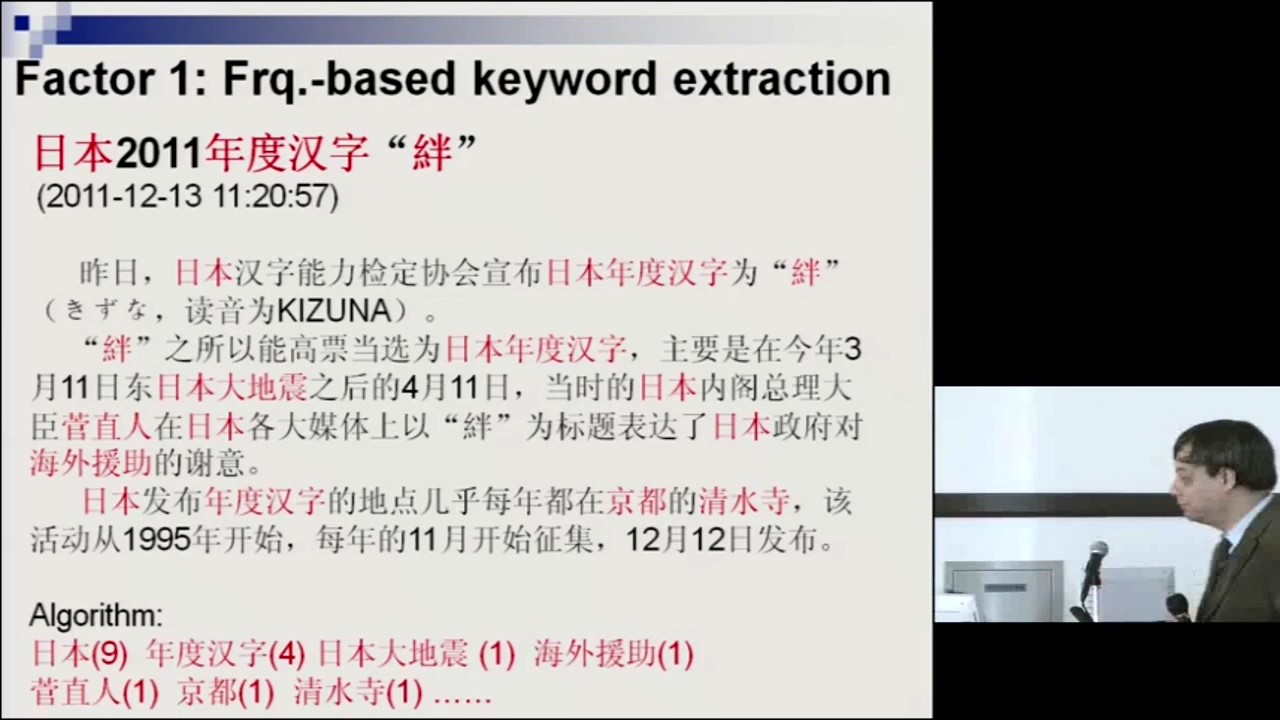 Factor 1: Frq.-based keyword extraction
日本2011年度汉字“絆”
(2011-12-13 11:20:57)
昨日，日本汉字能力检定协会宣布日本年度汉字为“絆”
（きずな，读音为KIZUNA）。
“絆”之所以能高票当选为日本年度汉字，主要是在今年3
月11日东日本大地震之后的4月11日，当时的日本内阁总理大
臣菅直人在日本各大媒体上以“絆”为标题表达了日本政府对
海外援助的谢意。
日本发布年度汉字的地点几乎每年都在京都的清水寺，该
活动从1995年开始，每年的11月开始征集，12月12日发布。
Algorithm:
日本(9) 年度汉字(4) 日本大地震 (1) 海外援助(1)
菅直人(1) 京都(1) 清水寺(1) ……